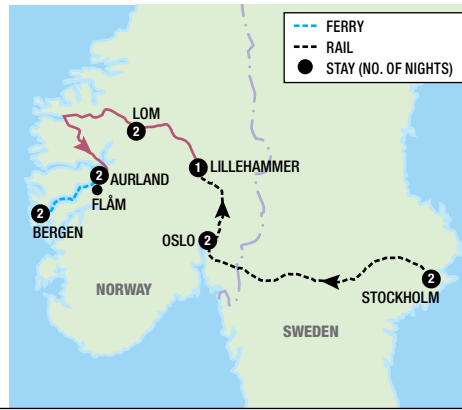 FERRY
RAIL
STAY (NO. OF NIGHTS)
LOM
2
1 LILLEHAMMER
2 AURLAND
FLÅM
2
BERGEN
OSLO 2
2
STOCKHOLM
NORWAY
SWEDEN